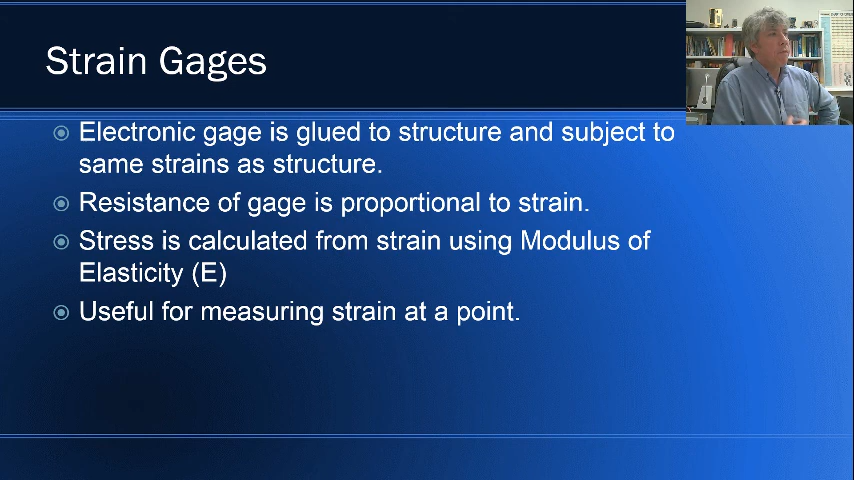 Strain Gages
Electronic gage is glued to structure and subject to
same strains as structure.
Resistance of gage is proportional to strain.
Stress is calculated from strain using Modulus of
Elasticity (E)
Useful for measuring strain at a point.